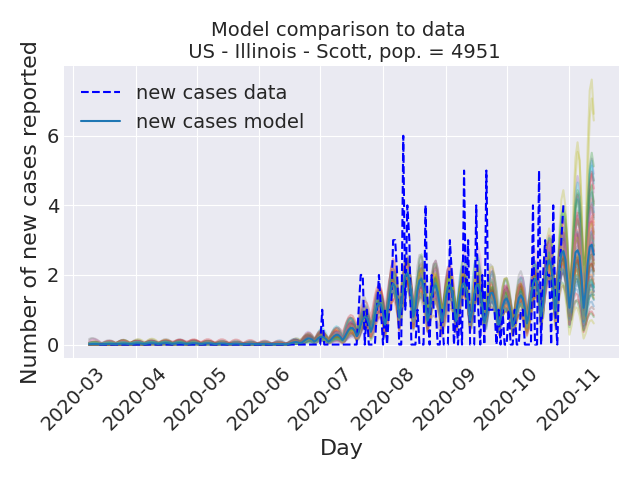 Model comparison to data
US - Illinois - Scott, pop. = 4951
new cases data
new cases model
Number of new cases reported
6
4
2
0
2020-03
2020-04
2020-05
2020-06
2020-07
2020-08
2020-09
2020-10
2020-11
Day